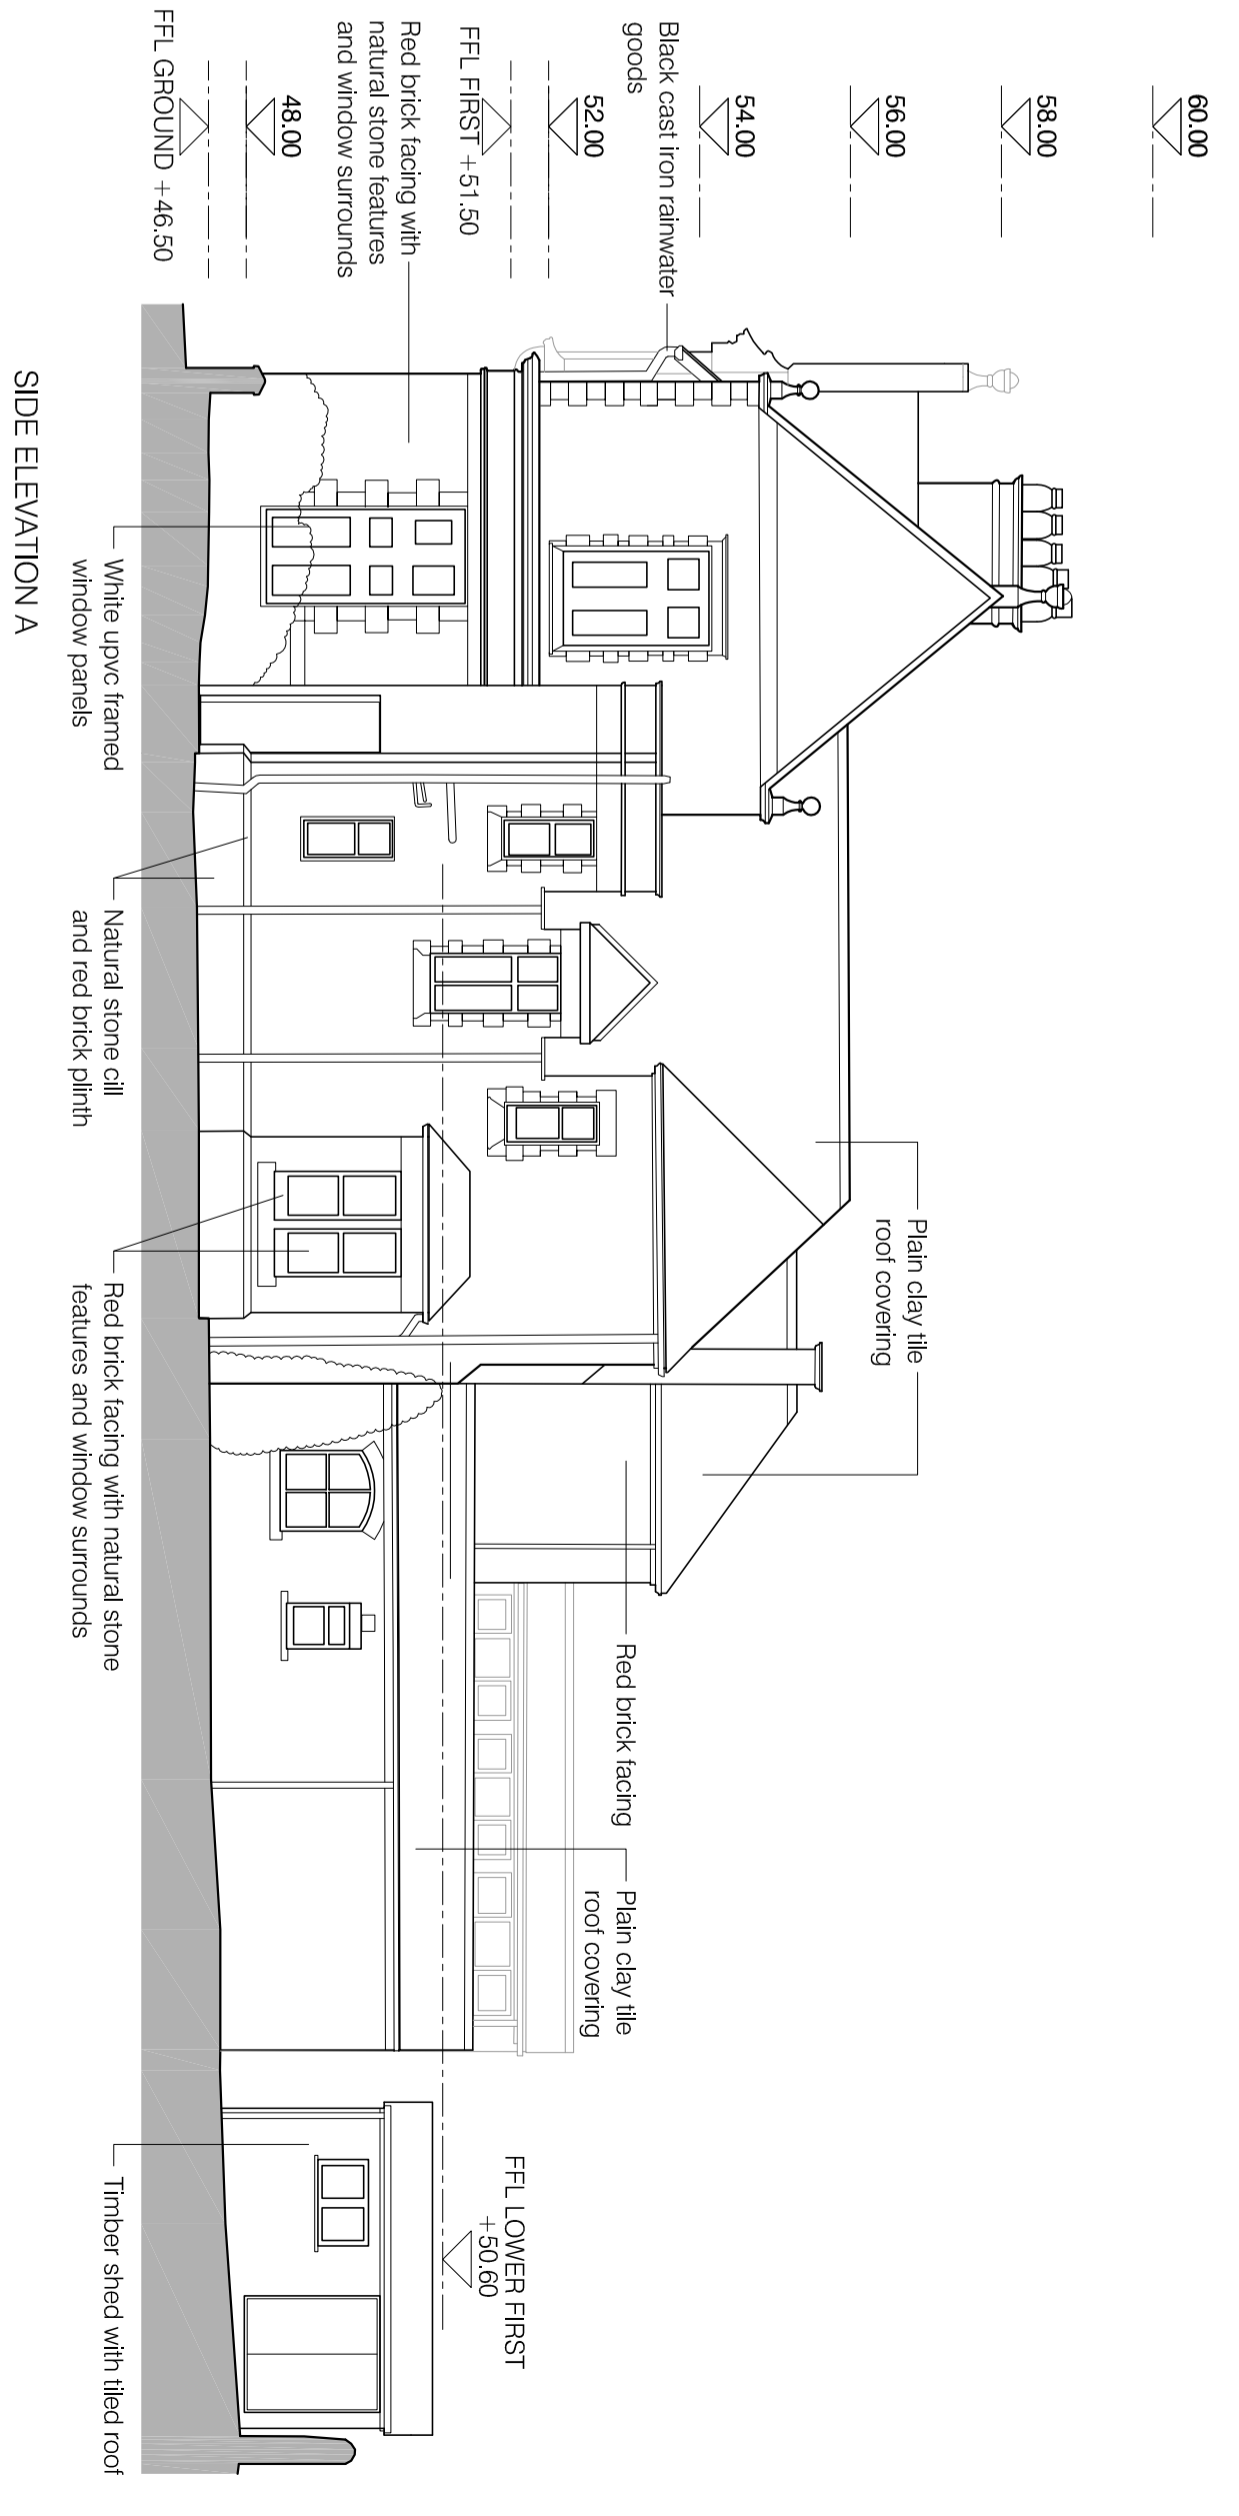 60.00
58.00
56.00
54.00
52.00
48.00
Black cast iron rainwater
goods
FFL FIRST +51.50
Red brick facing with
natural stone features
and window surrounds
FFL GROUND +46.50
Plain clay tile
roof covering
Red brick facing
Plain clay tile
roof covering
FFL LOWER FIRST
+50.60
White upvc framed
window panels
Natural stone cill
and red brick plinth
Red brick facing with natural stone
features and window surrounds
Timber shed with tiled roof
SIDE ELEVATION A